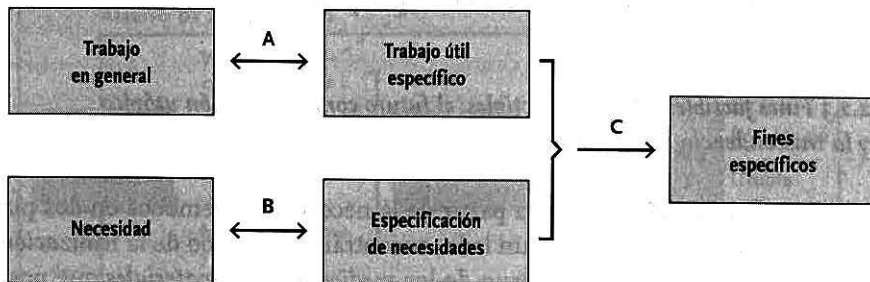 Trabajo
en general
A
Trabajo útil
específico
C
Fines
específicos
Necesidad
B
Especificación
de necesidades